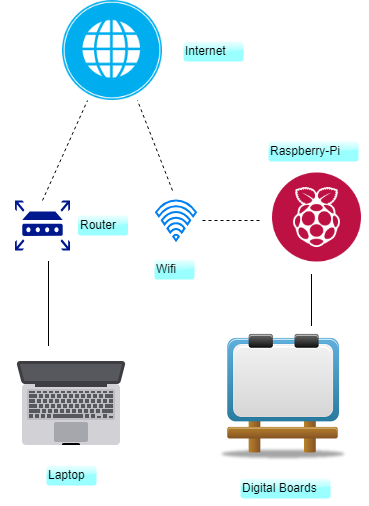 Internet
Raspberry-Pi
Router
Wifi
Laptop
Digital Boards